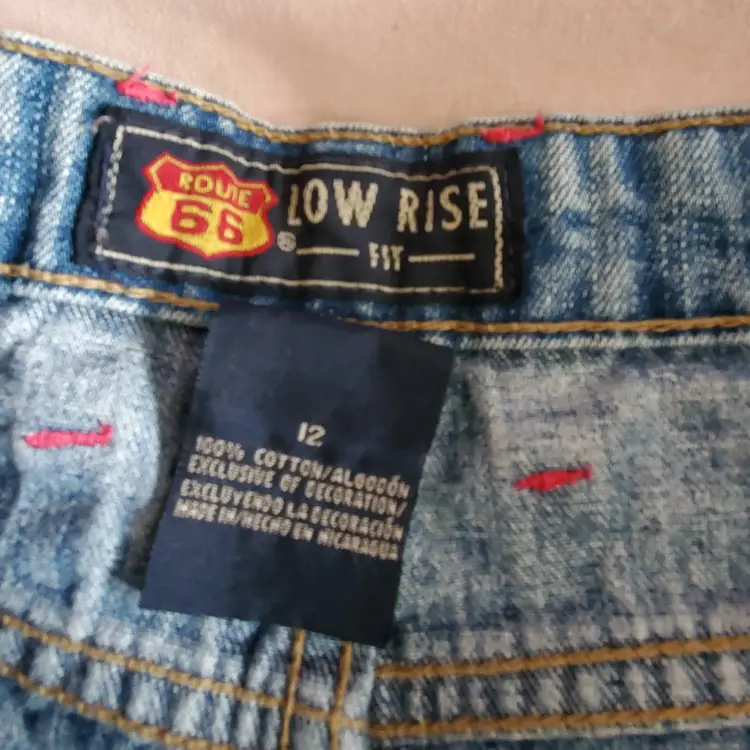 ROUTE
66
®
LOW RISE
FIT
12
100% COTTON/ALGODÓN
EXCLUSIVE OF DECORATION/
EXCLUYENDO LA DECORACIÓN
MADE IN/HECHO EN NICARAGUA